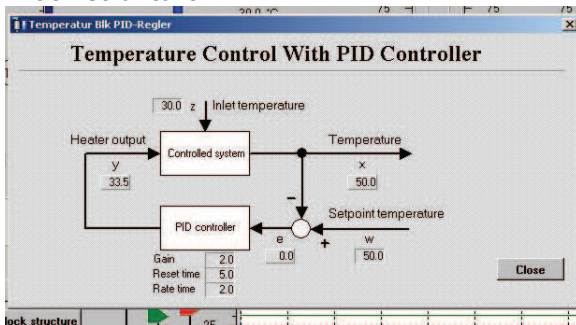 30.0 °C
75
75
75
Temperatur Blk PID-Regler
Temperature Control With PID Controller
30.0 z Inlet temperature
Heater output
Controlled system
Temperature
y
x
33.5
50.0
Setpoint temperature
PID controller
e
w
0.0
50.0
Gain 2.0
Reset time 5.0
Rate time 2.0
Close
lock structure
25